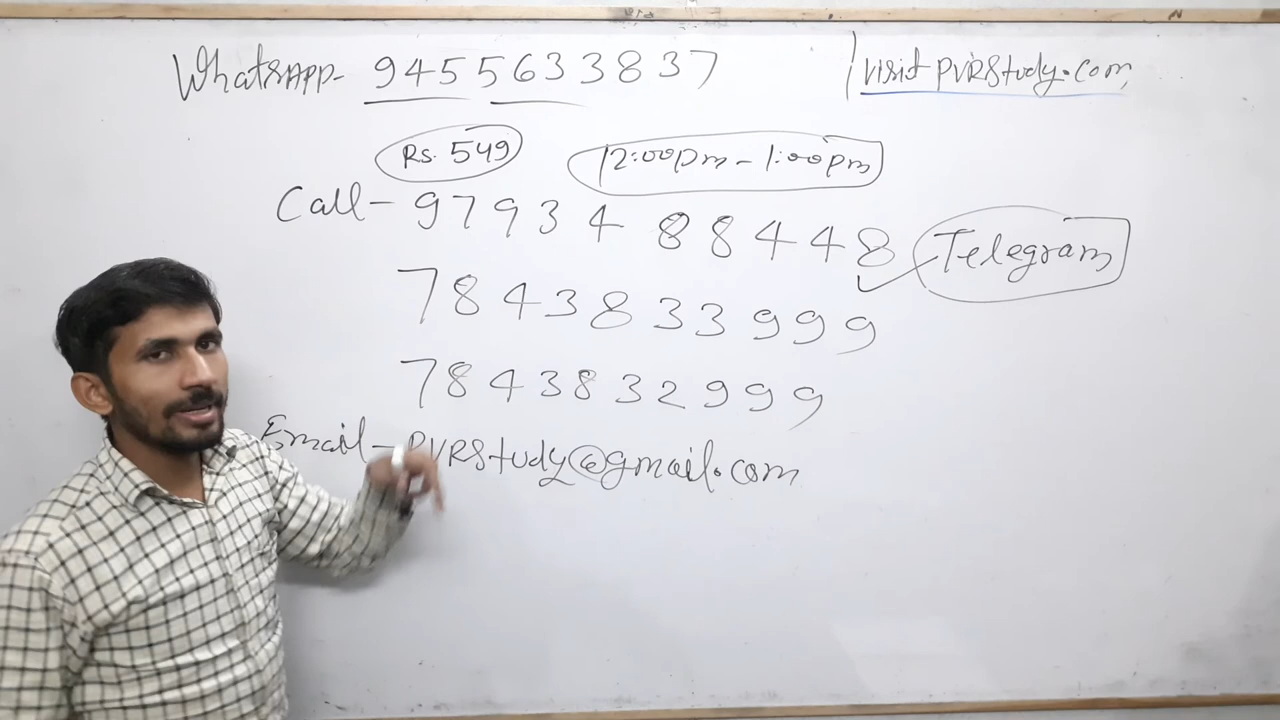 WhatsAPP- 9455633837
visit PVRStudy.com
Rs. 549
12:00pm - 1:00pm
Call- 97934 88448
Telegram
7843833999
7843832999
Email- PVRStudy@gmail.com